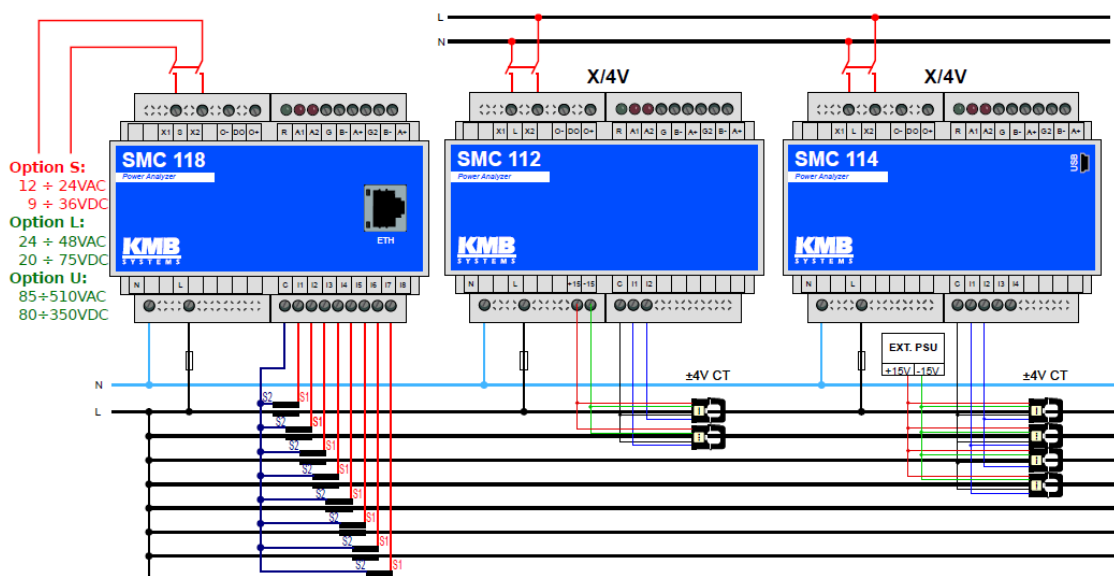 L
N
X/4V
X/4V
X1 S X2 O- DO O+ R A1 A2 G B- A+ G2 B- A+
X1 L X2 O- DO O+ R A1 A2 G B- A+ G2 B- A+
X1 L X2 O- DO O+ R A1 A2 G B- A+ G2 B- A+
SMC 118
Power Analyzer
ETH
KMB
SYSTEMS
N L C I1 I2 I3 I4 I5 I6 I7 I8
SMC 112
Power Analyzer
KMB
SYSTEMS
N L +15 -15 C I1 I2
SMC 114
Power Analyzer
USB
KMB
SYSTEMS
N L C I1 I2 I3 I4
Option S:
12 ÷ 24VAC
9 ÷ 36VDC
Option L:
24 ÷ 48VAC
20 ÷ 75VDC
Option U:
85÷510VAC
80÷350VDC
EXT. PSU
+15V -15V
±4V CT
±4V CT
N
L
S2 S1
S1
S1
S2 S1
S2 S1
S2 S1
S2 S1